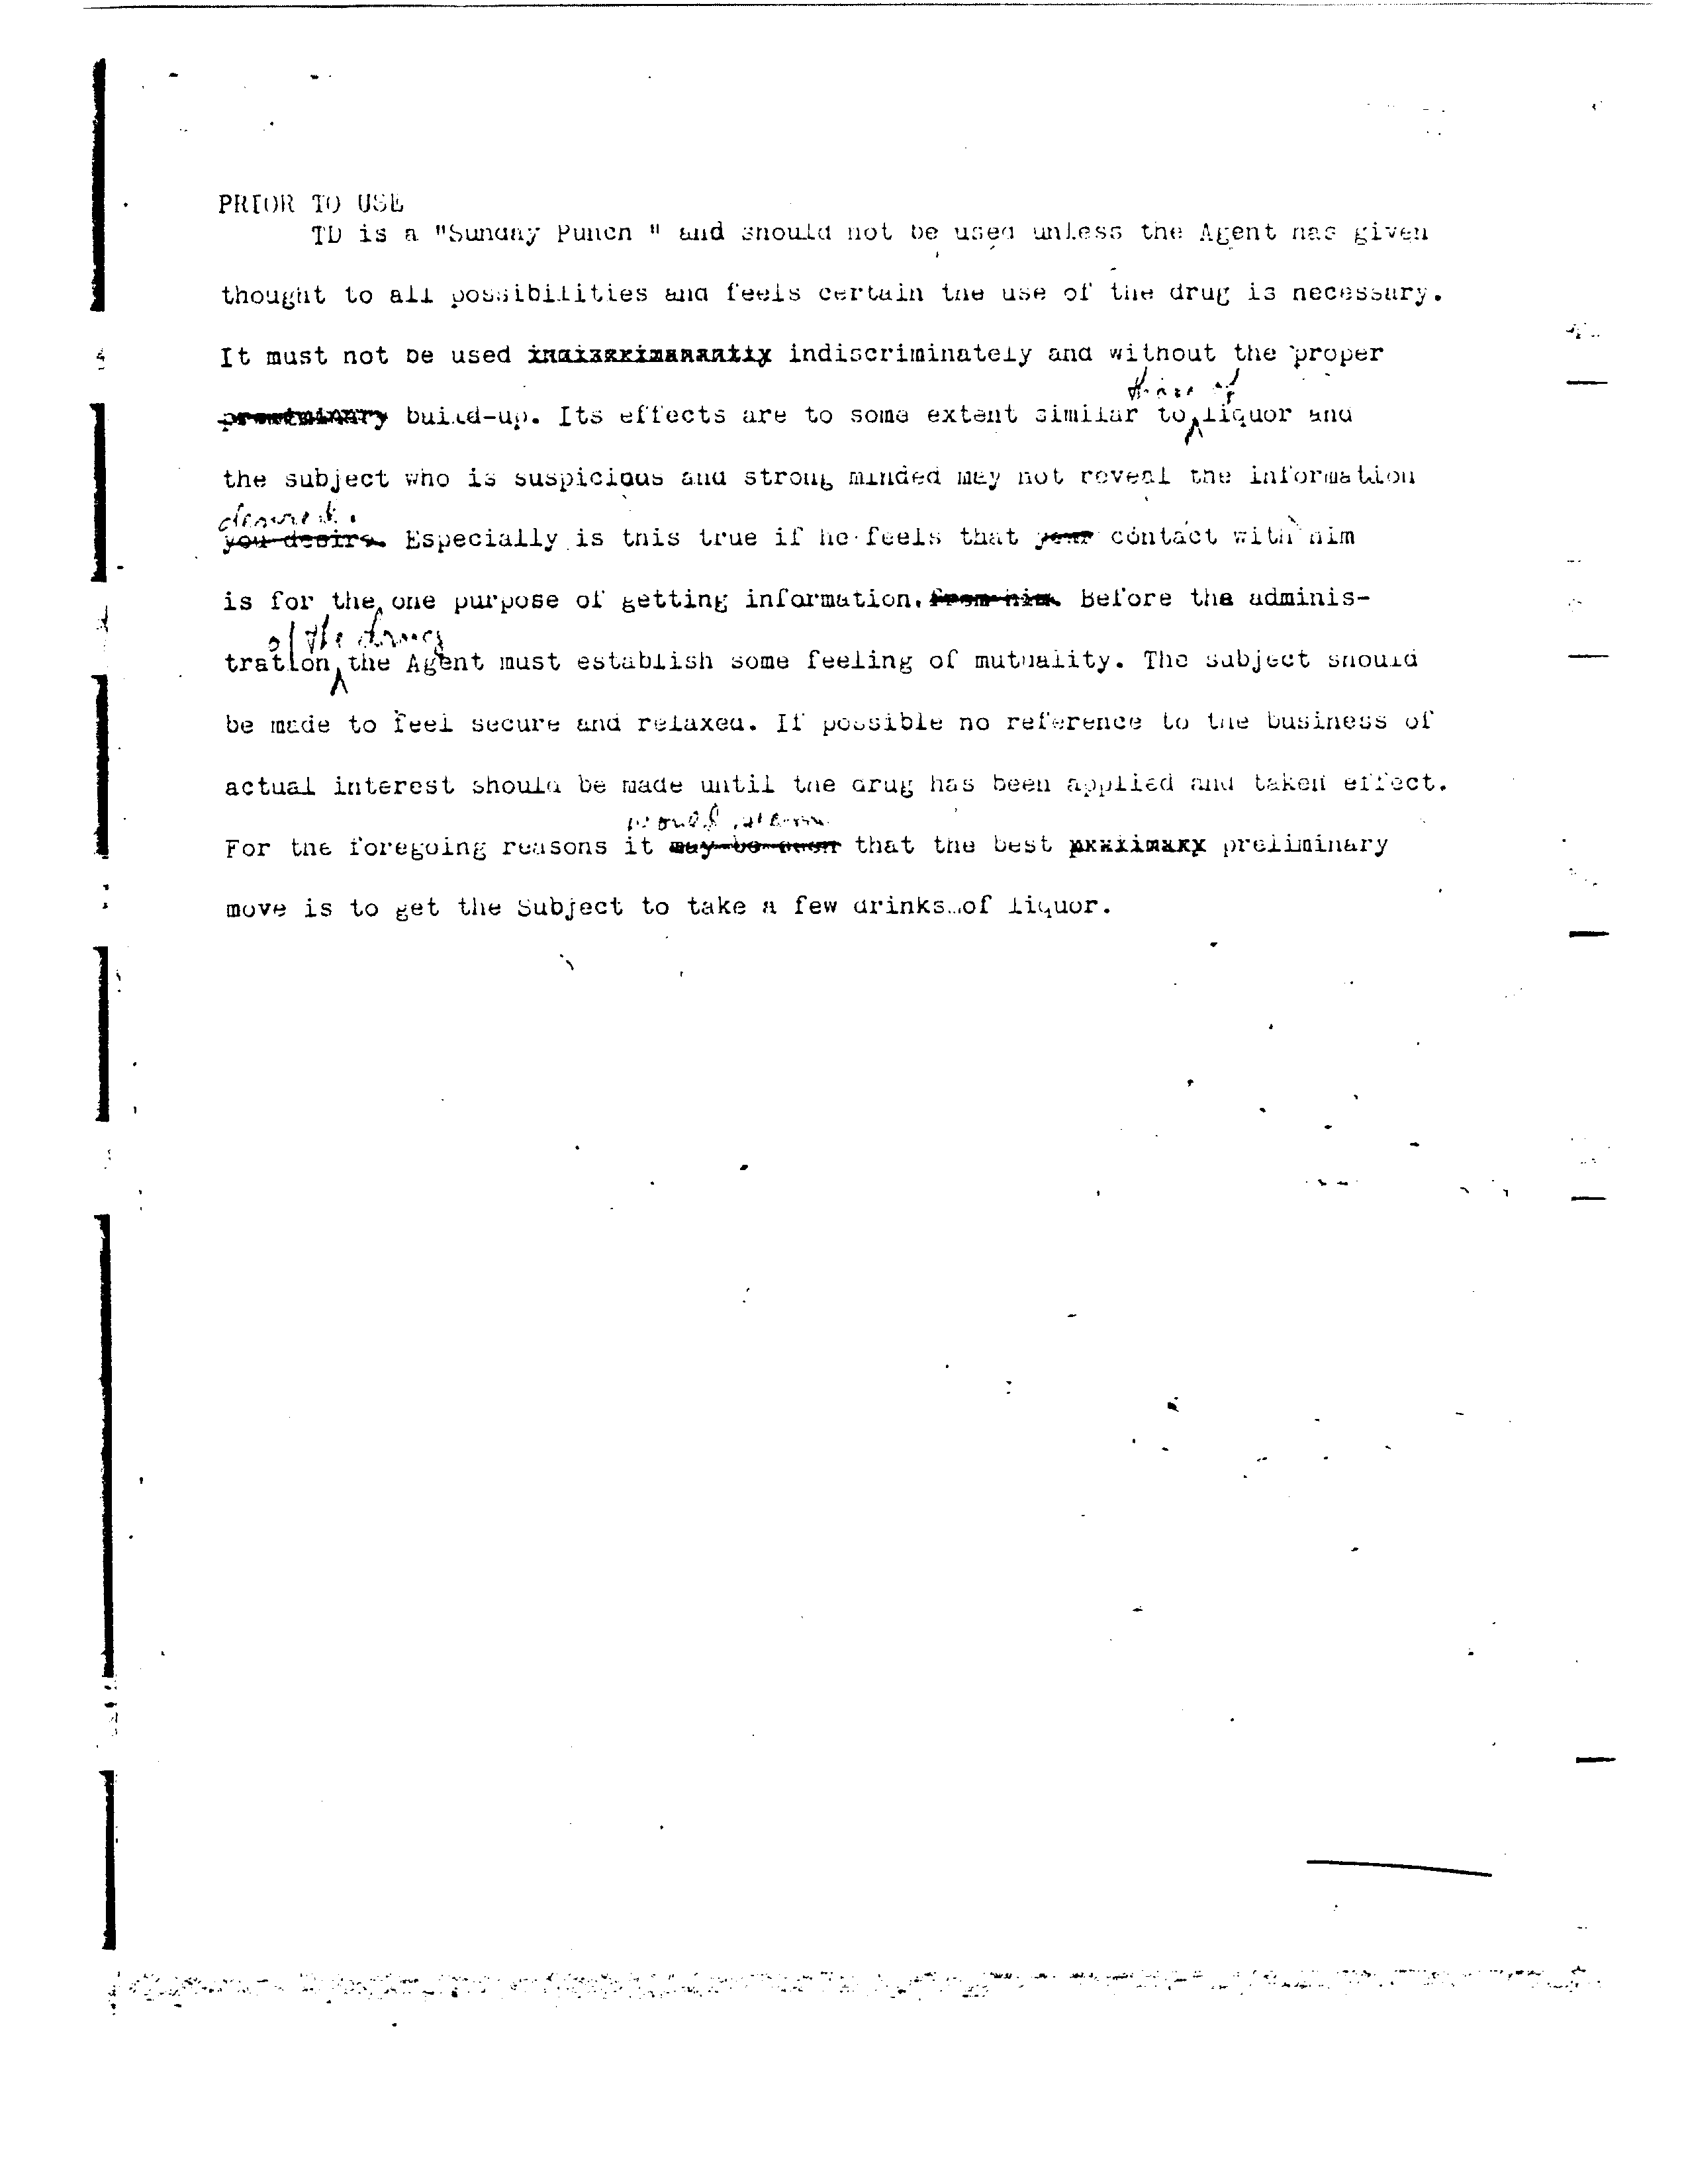 PRIOR TO USE
TD is a "Sunday Punch " and should not be used unless the Agent has given
thought to all possibilities and feels certain the use of the drug is necessary.
It must not be used indiscriminately and without the proper
those of
build-up. Its effects are to some extent similar to liquor and
the subject who is suspicious and strong minded may not reveal the information
desired.
you desire. Especially is this true if he feels that your contact with him
is for the one purpose of getting information. from him. Before the adminis-
of the drug
tration the Agent must establish some feeling of mutuality. The subject should
be made to feel secure and relaxed. If possible no reference to the business of
actual interest should be made until the drug has been applied and taken effect.
would seem
For the foregoing reasons it may be seen that the best preliminary
move is to get the Subject to take a few drinks of liquor.